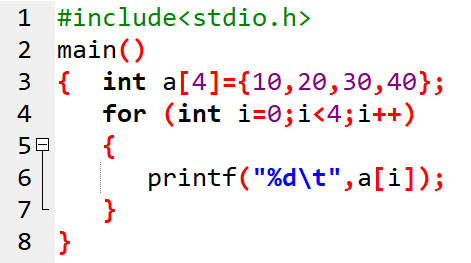 1 #include<stdio.h>
2 main()
3 {  int a[4]={10,20,30,40};
4    for (int i=0;i<4;i++)
5    {
6       printf("%d\t",a[i]);
7    }
8 }